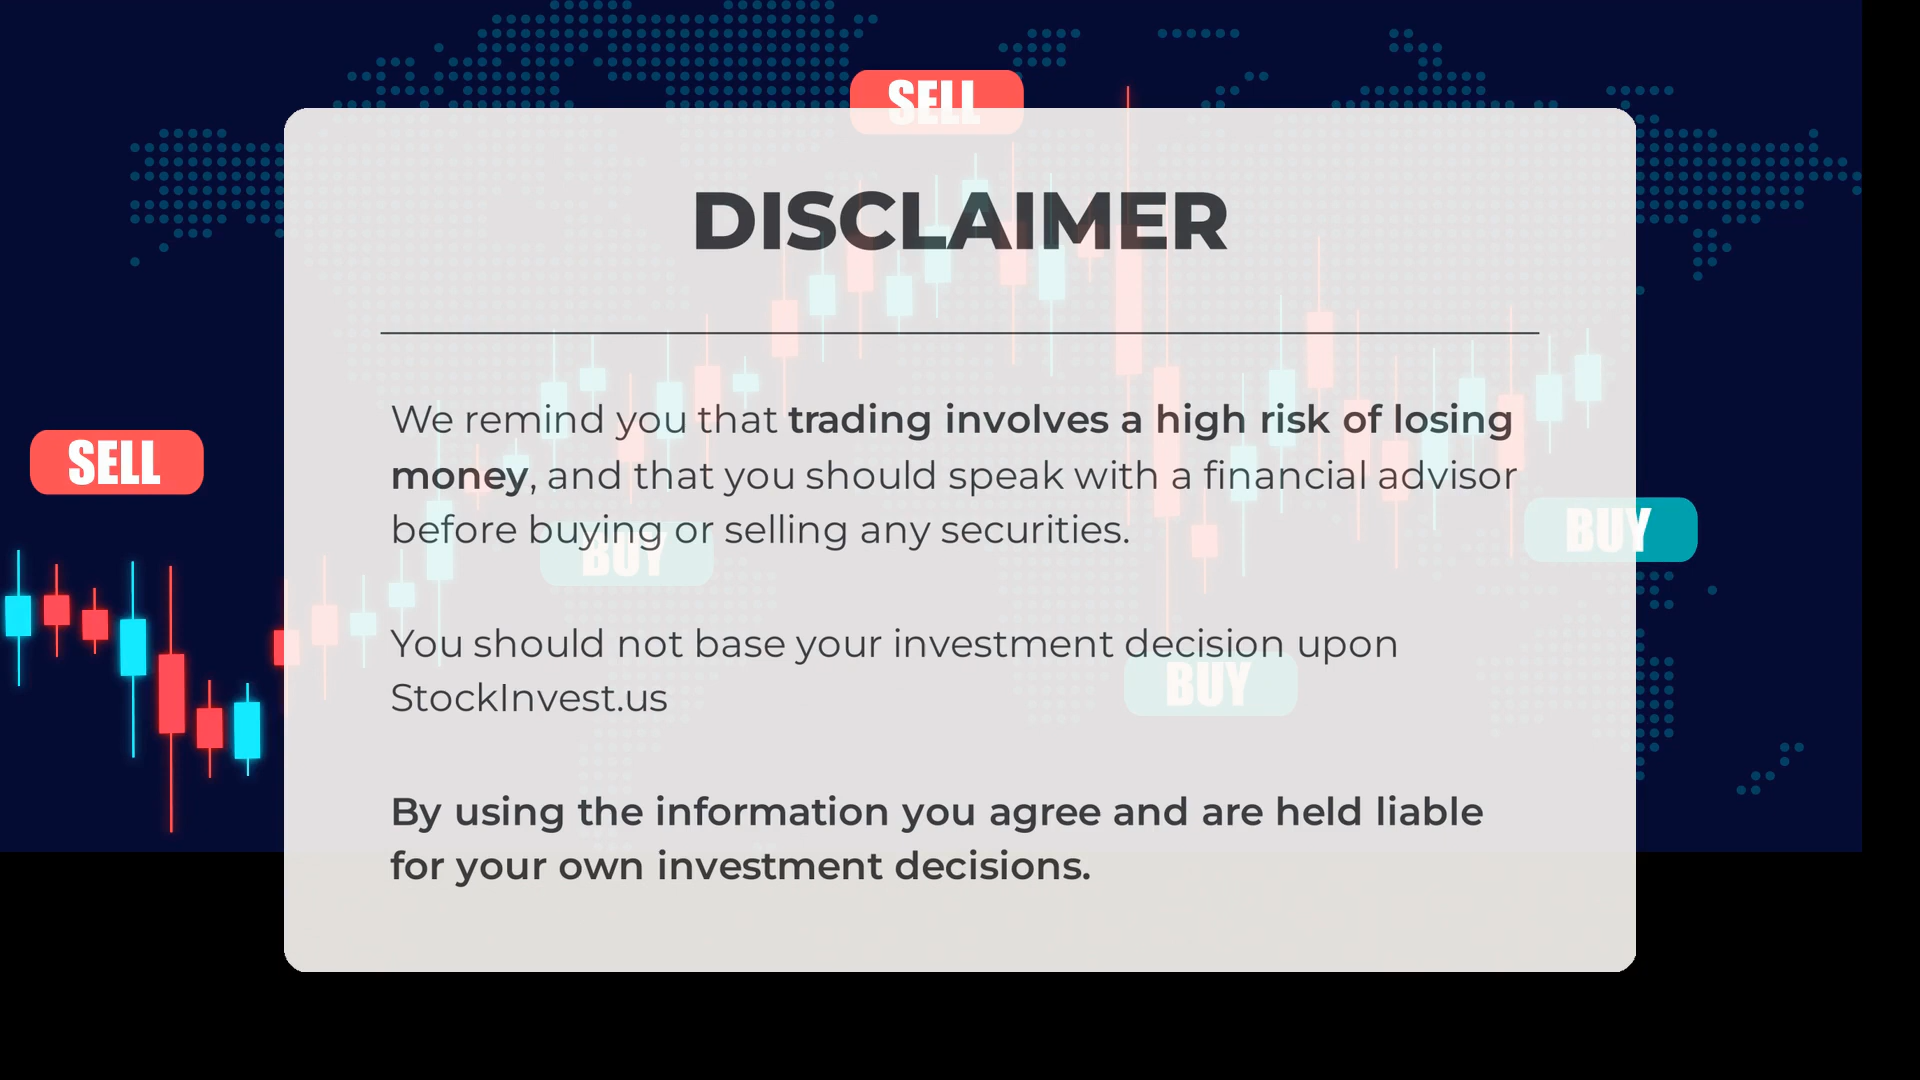 SELL
DISCLAIMER
We remind you that trading involves a high risk of losing
money, and that you should speak with a financial advisor
before buying or selling any securities.
SELL
BUY
BUY
You should not base your investment decision upon
StockInvest.us
BUY
By using the information you agree and are held liable
for your own investment decisions.